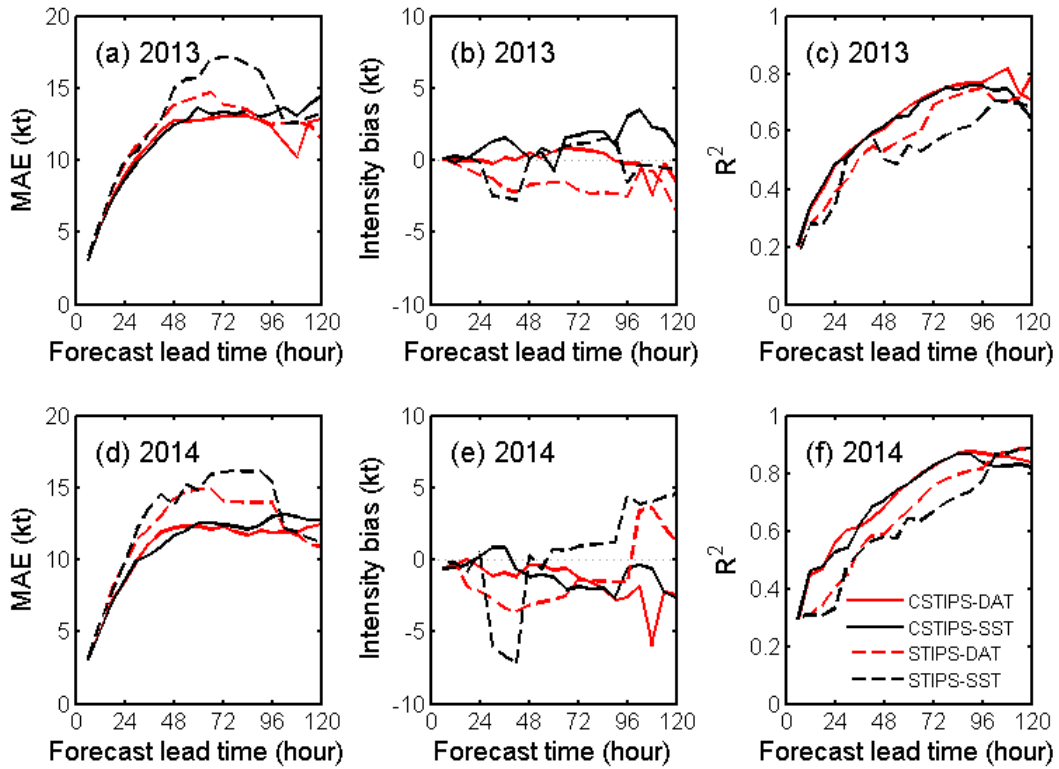 (a) 2013
MAE (kt)
20
15
10
5
0
0 24 48 72 96 120
Forecast lead time (hour)
(b) 2013
Intensity bias (kt)
10
5
0
-5
-10
0 24 48 72 96 120
Forecast lead time (hour)
(c) 2013
R2
1
0.8
0.6
0.4
0.2
0
0 24 48 72 96 120
Forecast lead time (hour)
(d) 2014
MAE (kt)
20
15
10
5
0
0 24 48 72 96 120
Forecast lead time (hour)
(e) 2014
Intensity bias (kt)
10
5
0
-5
-10
0 24 48 72 96 120
Forecast time (hour)
(f) 2014
R2
1
0.8
0.6
0.4
0.2
0
0 24 48 72 96 120
Forecast lead time (hour)
CSTIPS-DAT
CSTIPS-SST
STIPS-DAT
STIPS-SST